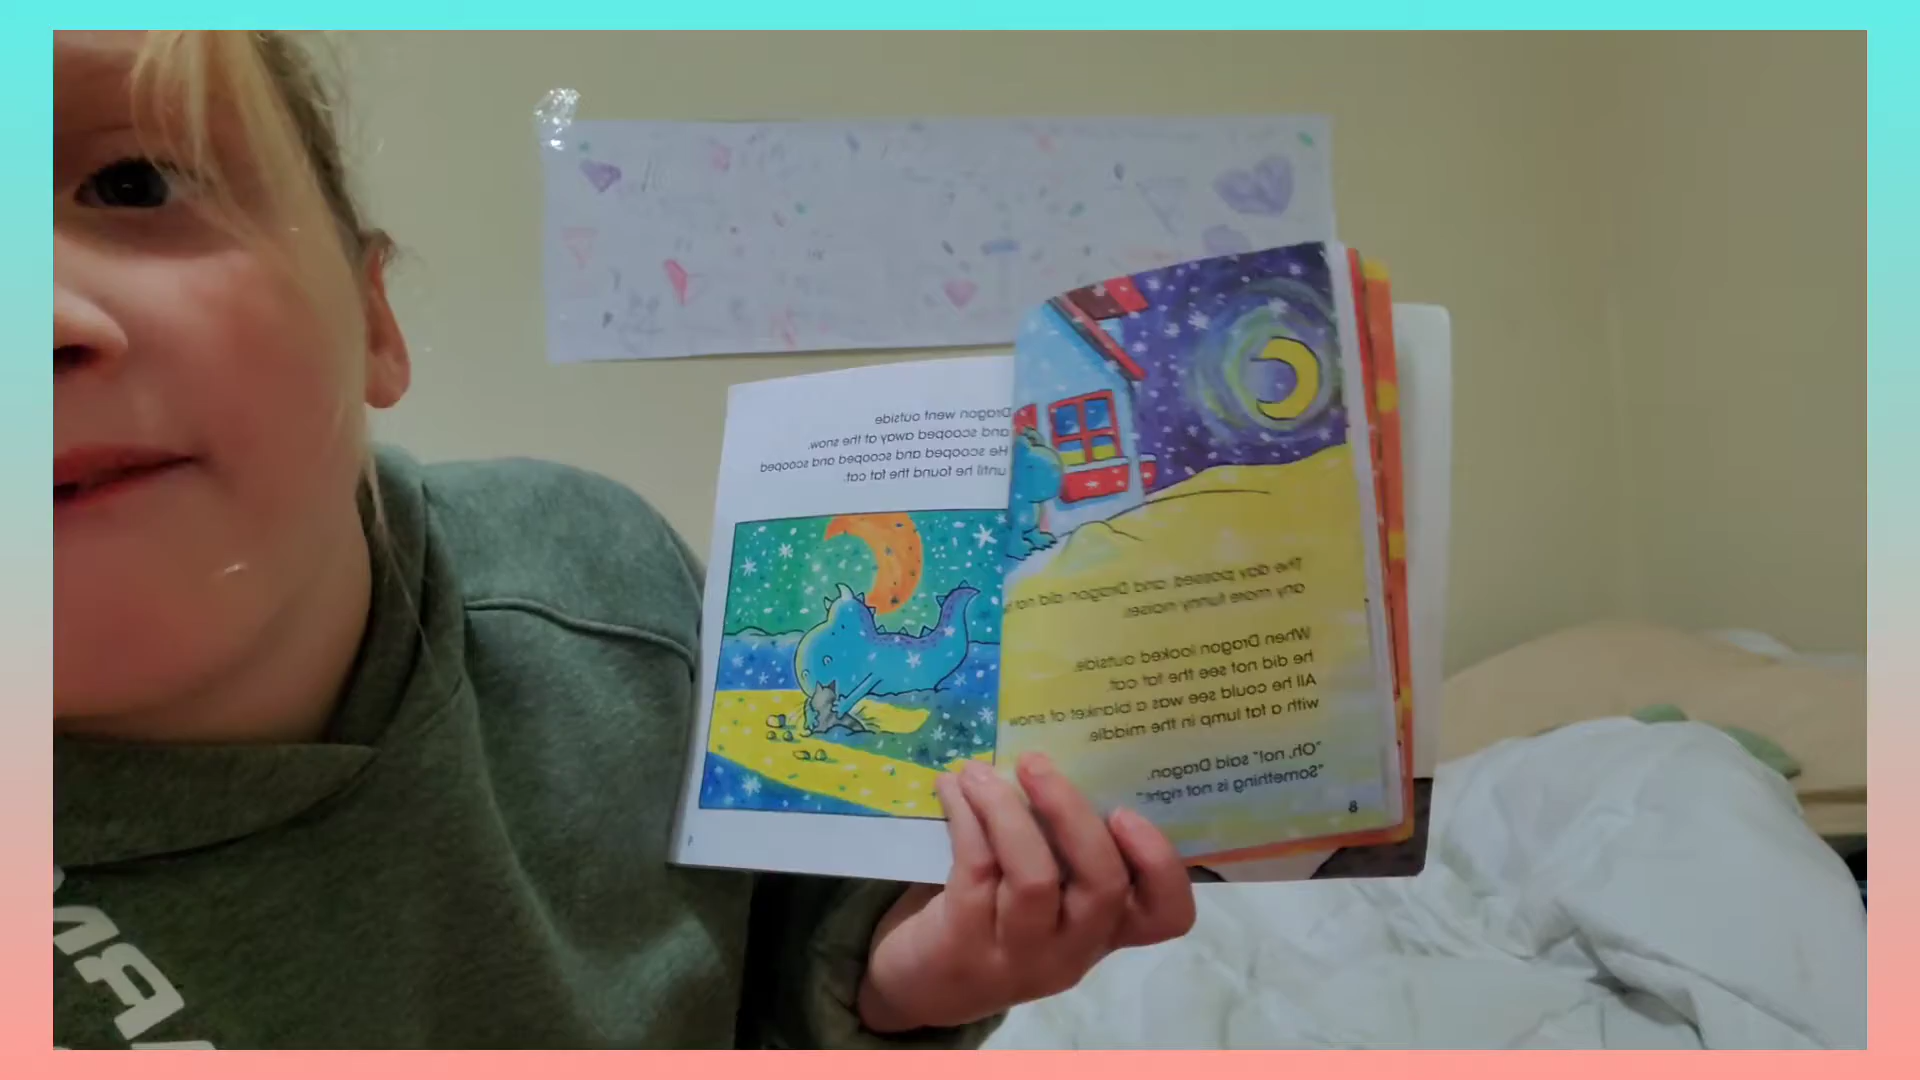 The day passed, and Dragon did not
any more funny noises.
When Dragon looked outside,
he did not see the fat cat.
All he could see was a blanket of snow
with a fat lump in the middle.
"Oh, no!" said Dragon.
"Something is not right!"
8
Dragon went outside
and scooped away at the snow.
He scooped and scooped and scooped
until he found the fat cat.